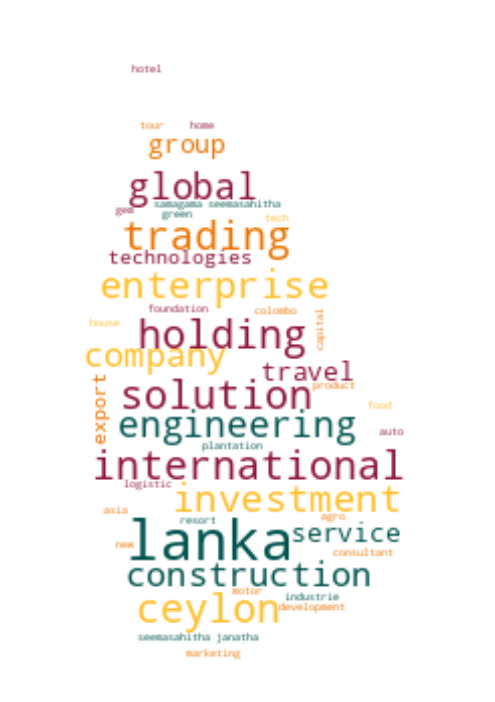 hotel
tour home
group
global
samagama seemasahitha
gem
green
tech
trading
technologies
enterprise
foundation
colombo
capital
house
holding
company
travel
product
solution
export
food
engineering
auto
plantation
international
logistic
investment
asia
agro
resort
lanka
service
new
consultant
construction
motor
industrie
ceylon
development
seemasahitha janatha
marketing